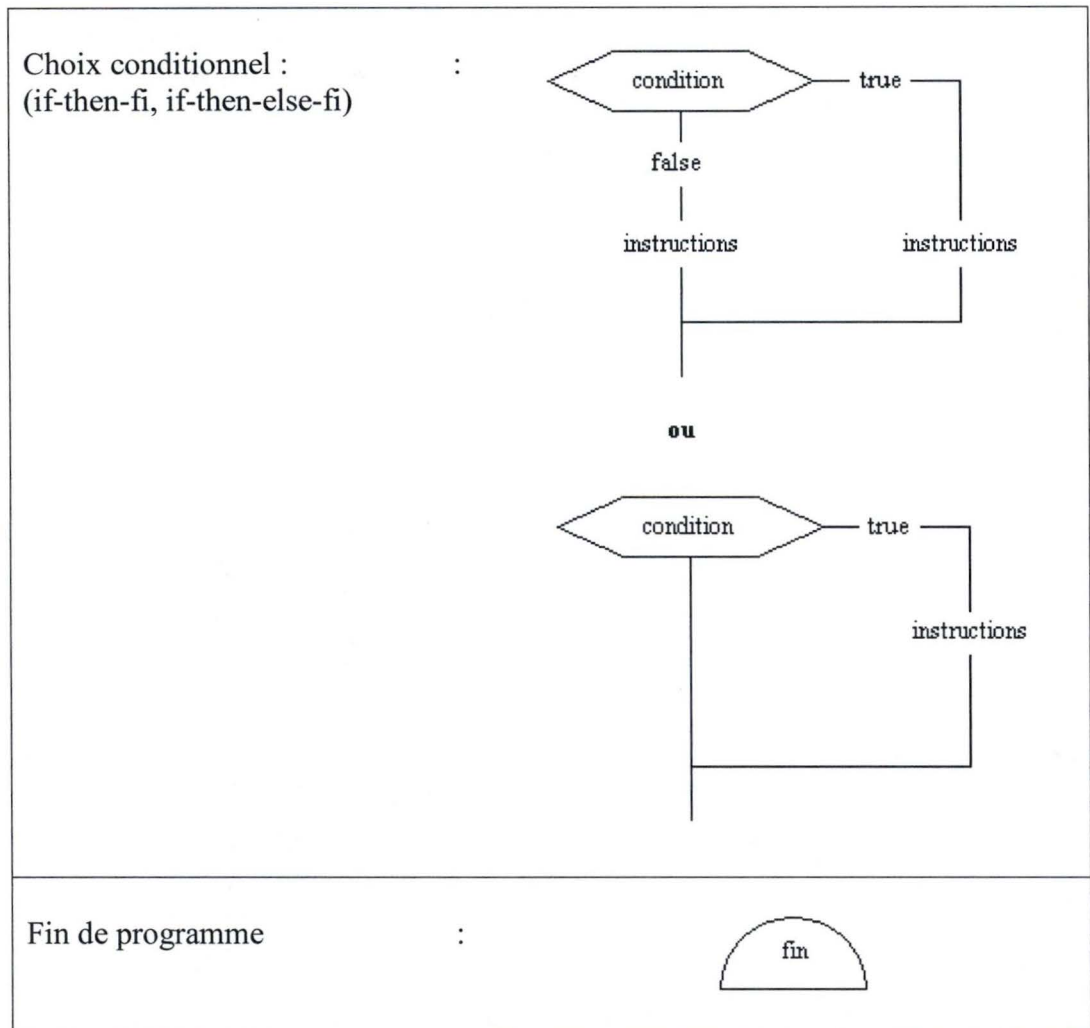 Choix conditionnel : :
(if-then-fi, if-then-else-fi)
condition true
false
instructions instructions
ou
condition true
instructions
Fin de programme :
fin